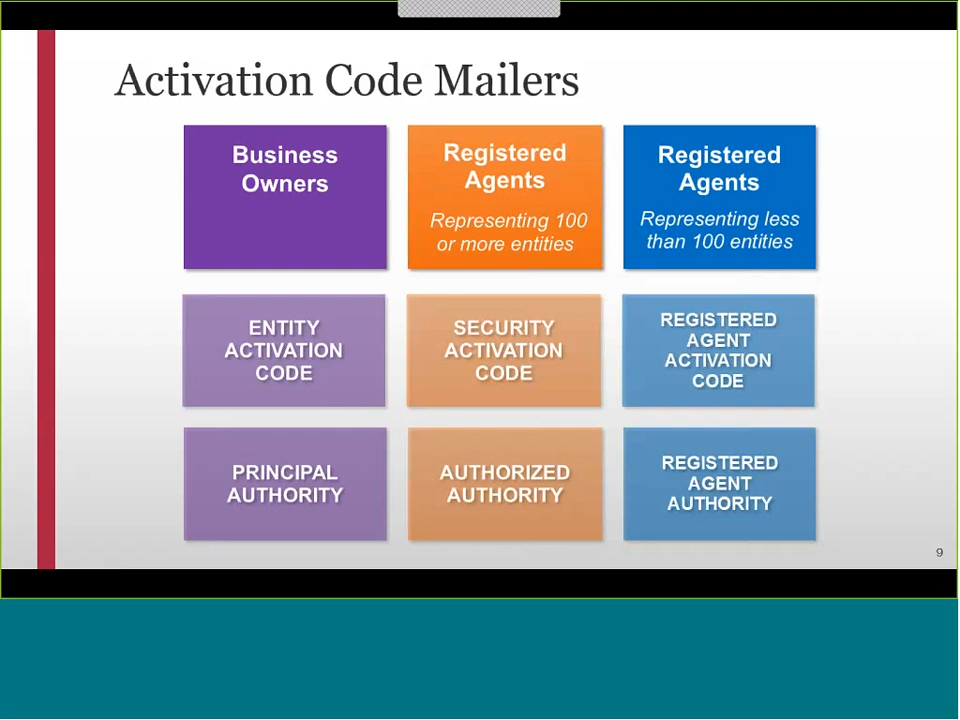 Activation Code Mailers
Business
Owners
Registered
Agents
Representing 100
or more entities
Registered
Agents
Representing less
than 100 entities
ENTITY
ACTIVATION
CODE
SECURITY
ACTIVATION
CODE
REGISTERED
AGENT
ACTIVATION
CODE
PRINCIPAL
AUTHORITY
AUTHORIZED
AUTHORITY
REGISTERED
AGENT
AUTHORITY
9